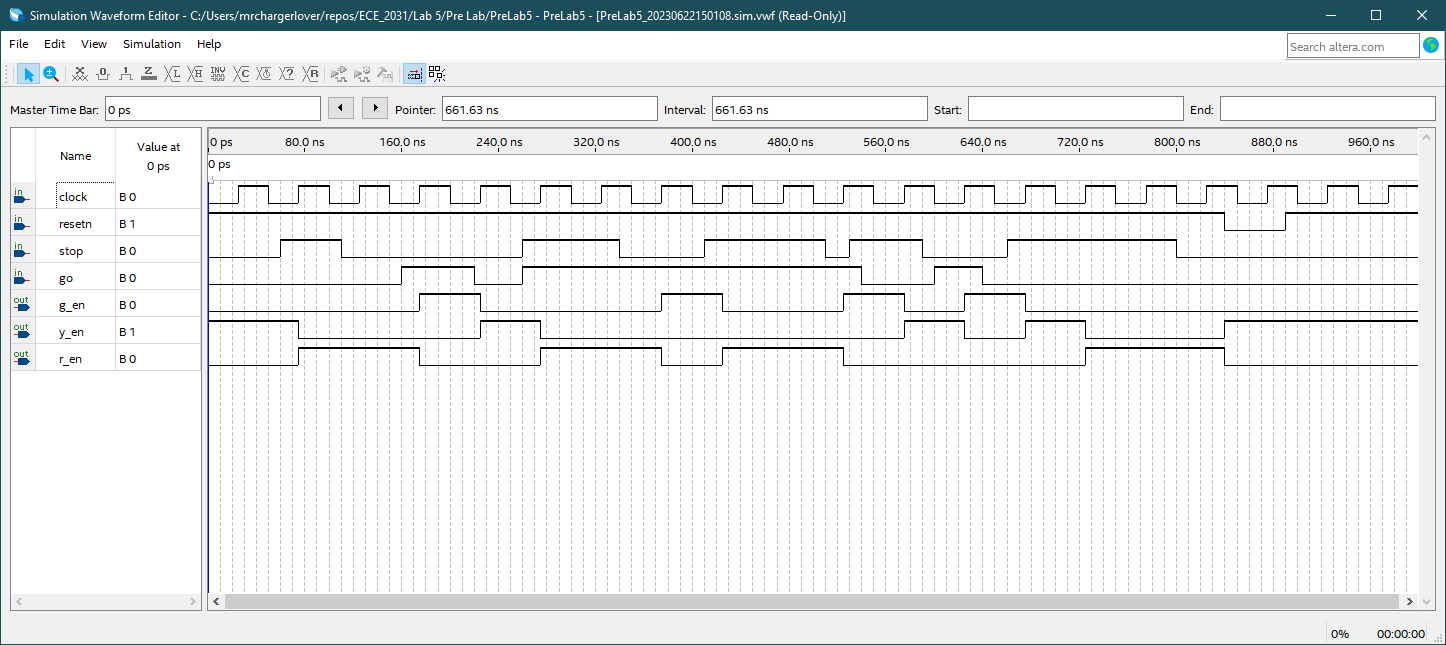 Simulation Waveform Editor - C:/Users/mrchargerlover/repos/ECE_2031/Lab 5/Pre Lab/PreLab5 - PreLab5 - [PreLab5_20230622150108.sim.vwf (Read-Only)]
File Edit View Simulation Help
Search altera.com
Master Time Bar: 0 ps Pointer: 661.63 ns Interval: 661.63 ns Start: End:
Name Value at 0 ps
0 ps 80.0 ns 160.0 ns 240.0 ns 320.0 ns 400.0 ns 480.0 ns 560.0 ns 640.0 ns 720.0 ns 800.0 ns 880.0 ns 960.0 ns
0 ps
in clock B 0
in resetn B 1
in stop B 0
in go B 0
out g_en B 0
out y_en B 1
out r_en B 0
0% 00:00:00